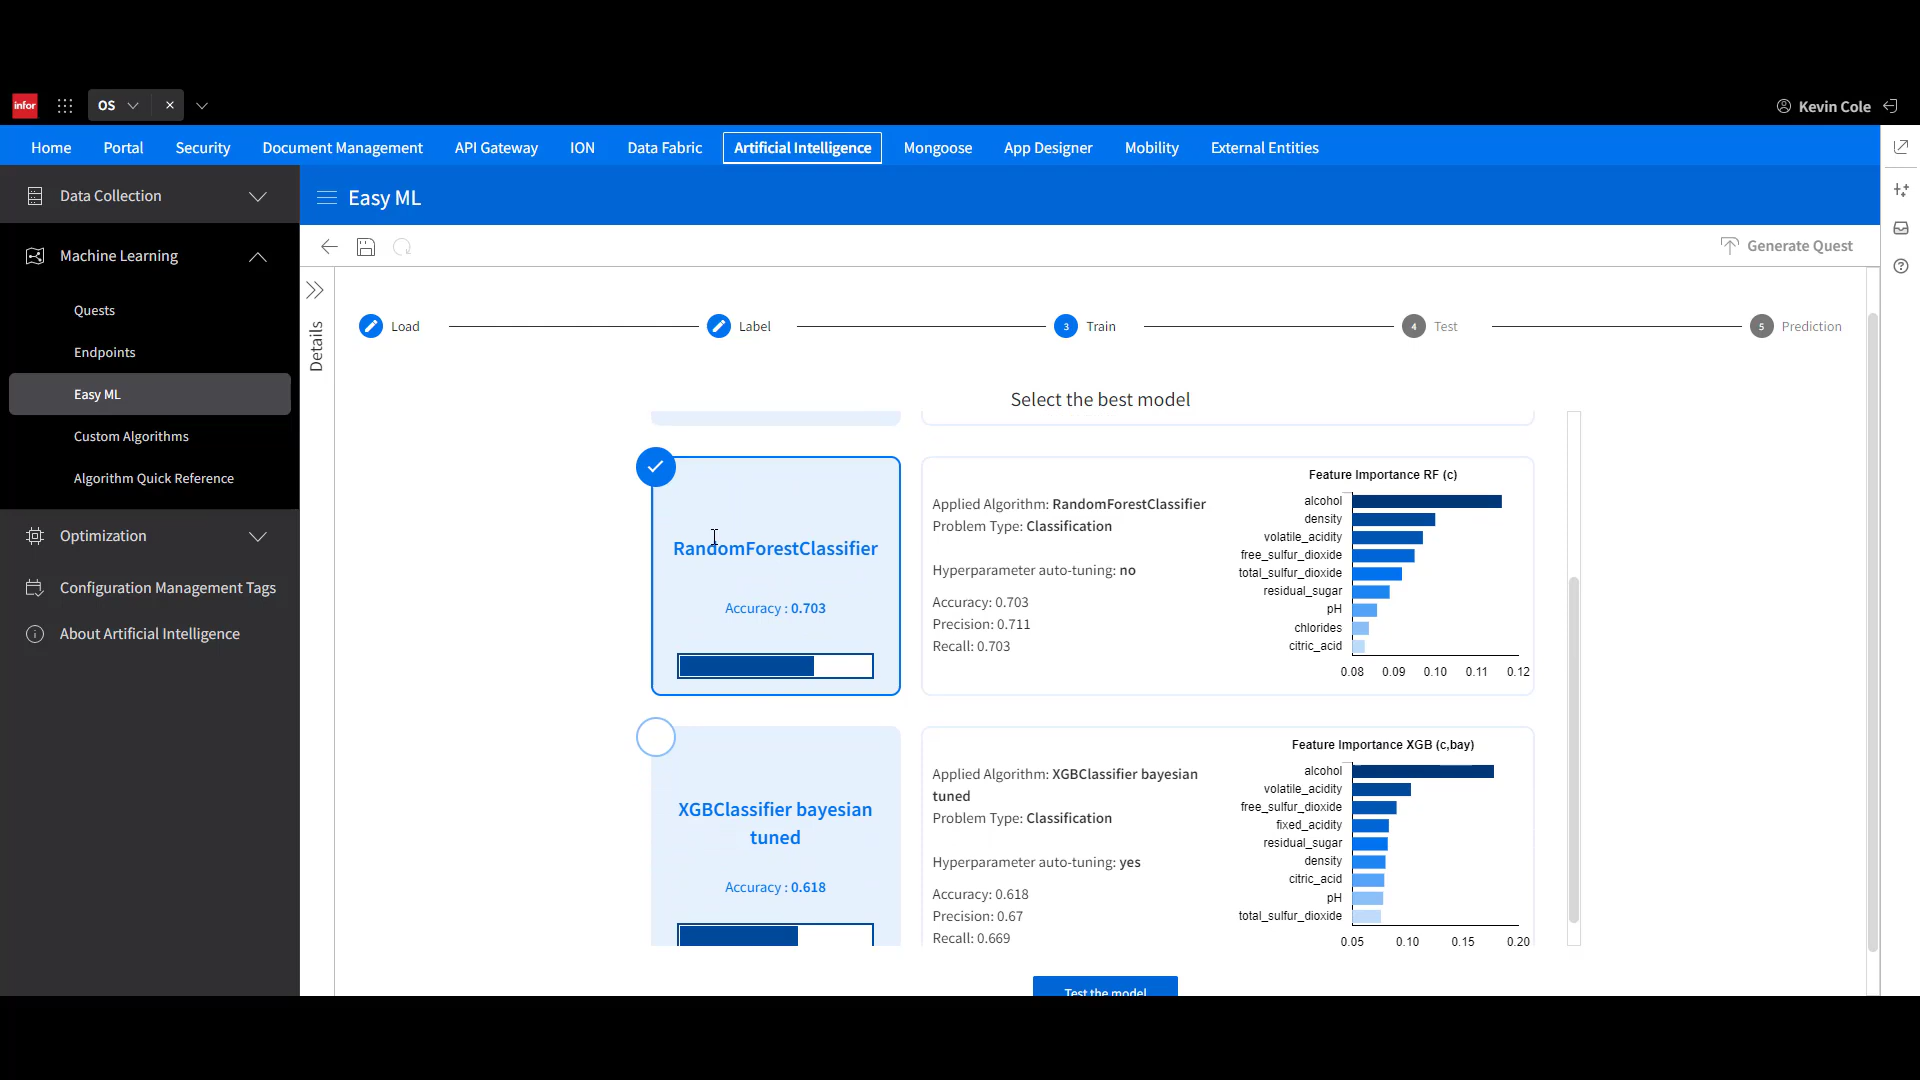 infor
OS
Kevin Cole
Home
Portal
Security
Document Management
API Gateway
ION
Data Fabric
Artificial Intelligence
Mongoose
App Designer
Mobility
External Entities
Data Collection
Machine Learning
Quests
Endpoints
Easy ML
Custom Algorithms
Algorithm Quick Reference
Optimization
Configuration Management Tags
About Artificial Intelligence
Easy ML
Generate Quest
Details
Load
Label
3
Train
4
Test
5
Prediction
Select the best model
RandomForestClassifier
Accuracy : 0.703
Applied Algorithm: RandomForestClassifier
Problem Type: Classification
Hyperparameter auto-tuning: no
Accuracy: 0.703
Precision: 0.711
Recall: 0.703
Feature Importance RF (c)
alcohol
density
volatile_acidity
free_sulfur_dioxide
total_sulfur_dioxide
residual_sugar
pH
chlorides
citric_acid
0.08 0.09 0.10 0.11 0.12
XGBClassifier bayesian
tuned
Accuracy : 0.618
Applied Algorithm: XGBClassifier bayesian
tuned
Problem Type: Classification
Hyperparameter auto-tuning: yes
Accuracy: 0.618
Precision: 0.67
Recall: 0.669
Feature Importance XGB (c,bay)
alcohol
volatile_acidity
free_sulfur_dioxide
fixed_acidity
residual_sugar
density
citric_acid
pH
total_sulfur_dioxide
0.05 0.10 0.15 0.20
Test the model